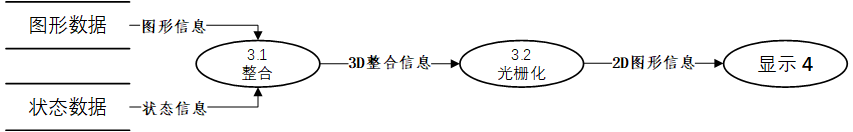 图形数据
图形信息
3.1
整合
3D整合信息
3.2
光栅化
2D图形信息
显示 4
状态数据
状态信息